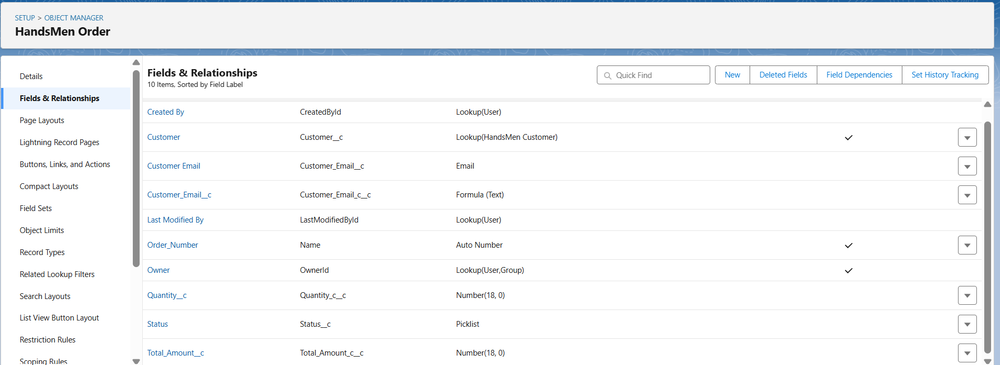 SETUP > OBJECT MANAGER
HandsMen Order
Details
Fields & Relationships
Page Layouts
Lightning Record Pages
Buttons, Links, and Actions
Compact Layouts
Field Sets
Object Limits
Record Types
Related Lookup Filters
Search Layouts
List View Button Layout
Restriction Rules
Scoping Rules
Fields & Relationships
10 Items, Sorted by Field Label
Quick Find
New
Deleted Fields
Field Dependencies
Set History Tracking
Created By CreatedById Lookup(User)
Customer Customer__c Lookup(HandsMen Customer)
Customer Email Customer_Email__c Email
Customer_Email__c Customer_Email_c__c Formula (Text)
Last Modified By LastModifiedById Lookup(User)
Order_Number Name Auto Number
Owner OwnerId Lookup(User,Group)
Quantity__c Quantity_c__c Number(18, 0)
Status Status__c Picklist
Total_Amount__c Total_Amount_c__c Number(18, 0)